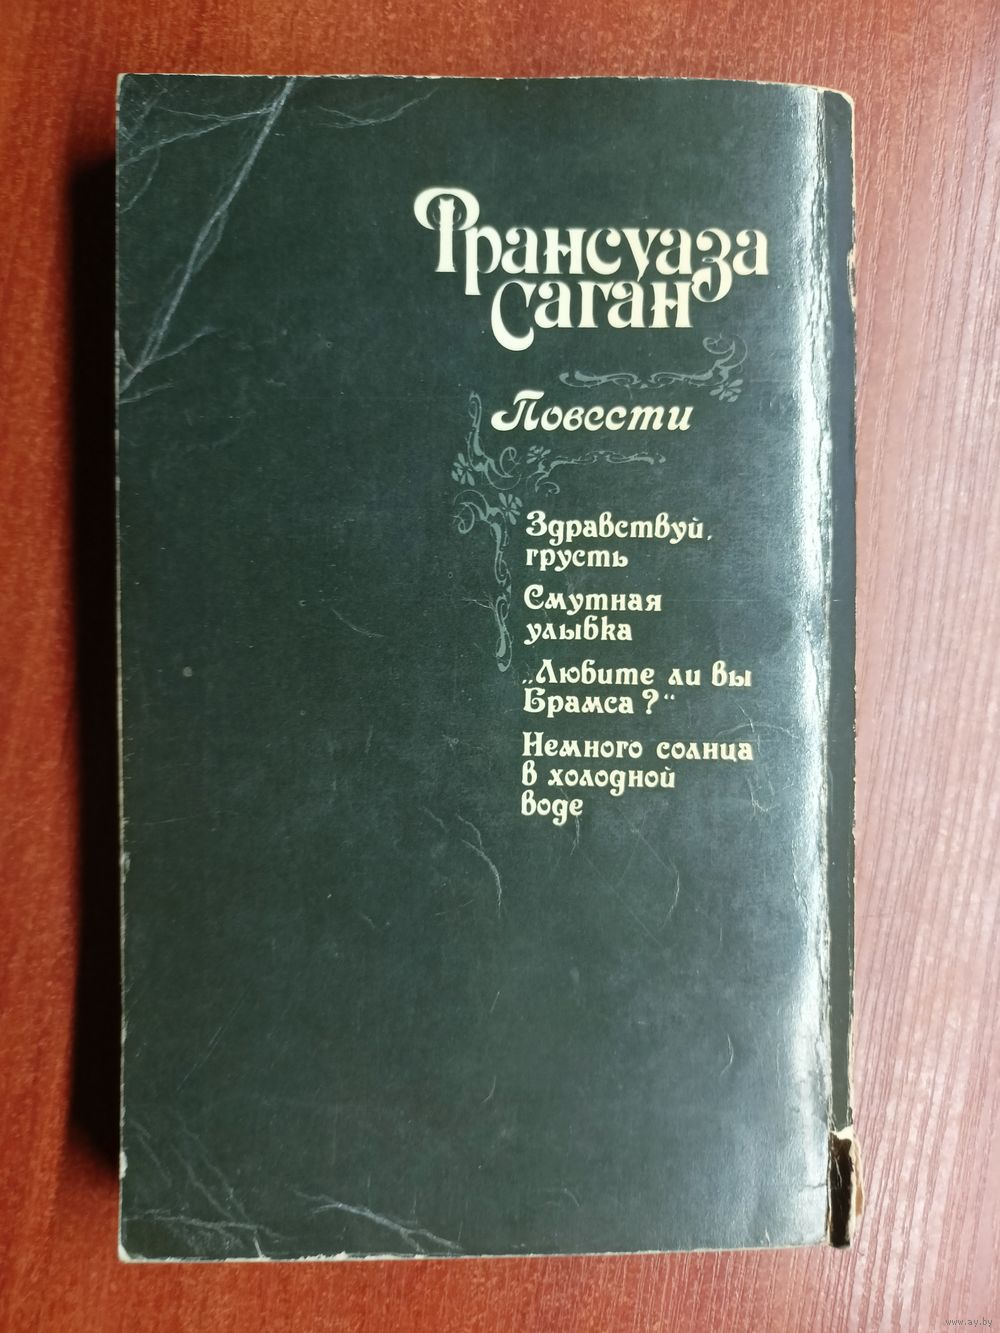 Франсуаза
Саган
Повести
Здравствуй,
грусть
Смутная
улыбка
„Любите ли вы
Брамса?“
Немного солнца
в холодной
воде
www.ay.by